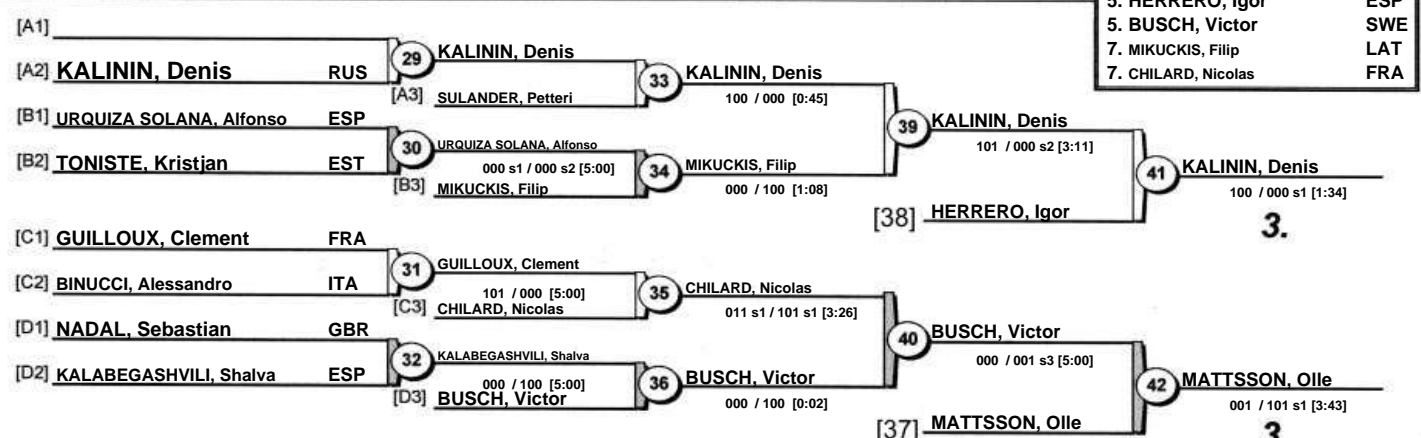 5. HERRERO, Igor ESP
5. BUSCH, Victor SWE
7. MIKUCKIS, Filip LAT
7. CHILARD, Nicolas FRA
[A1]
29 KALININ, Denis
[A2] KALININ, Denis RUS
33 KALININ, Denis
[A3] SULANDER, Petteri
100 / 000 [0:45]
[B1] URQUIZA SOLANA, Alfonso ESP
39 KALININ, Denis
30 URQUIZA SOLANA, Alfonso
101 / 000 s2 [3:11]
[B2] TONISTE, Kristjan EST
000 s1 / 000 s2 [5:00]
34 MIKUCKIS, Filip
41 KALININ, Denis
[B3] MIKUCKIS, Filip
000 / 100 [1:08]
100 / 000 s1 [1:34]
[38] HERRERO, Igor
3.
[C1] GUILLOUX, Clement FRA
31 GUILLOUX, Clement
[C2] BINUCCI, Alessandro ITA
101 / 000 [5:00]
35 CHILARD, Nicolas
[C3] CHILARD, Nicolas
011 s1 / 101 s1 [3:26]
[D1] NADAL, Sebastian GBR
40 BUSCH, Victor
32 KALABEGASHVILI, Shalva
000 / 001 s3 [5:00]
[D2] KALABEGASHVILI, Shalva ESP
000 / 100 [5:00]
36 BUSCH, Victor
42 MATTSSON, Olle
[D3] BUSCH, Victor
000 / 100 [0:02]
001 / 101 s1 [3:43]
[37] MATTSSON, Olle
3.